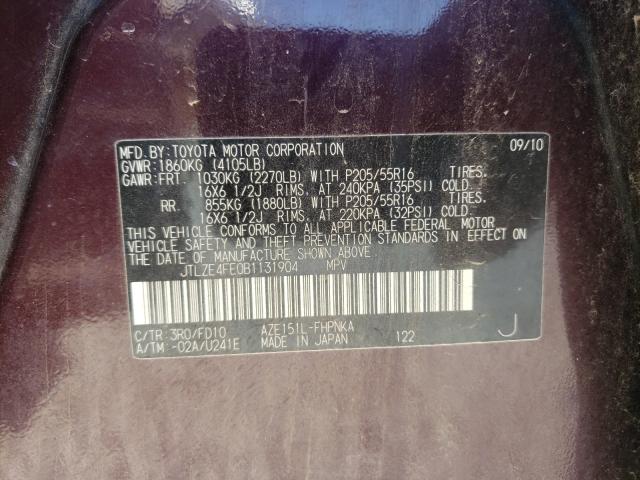 MFD. BY: TOYOTA MOTOR CORPORATION 09/10
GVWR: 1860KG (4105LB)
GAWR: FRT 1030KG (2270LB) WITH P205/55R16 TIRES.
16X6 1/2J RIMS. AT 240KPA (35PSI) COLD.
RR 855KG (1880LB) WITH P205/55R16 TIRES.
16X6 1/2J RIMS. AT 220KPA (32PSI) COLD.
THIS VEHICLE CONFORMS TO ALL APPLICABLE FEDERAL MOTOR
VEHICLE SAFETY AND THEFT PREVENTION STANDARDS IN EFFECT ON
THE DATE OF MANUFACTURE SHOWN ABOVE.
JTLZE4FE0B1131904 MPV
C/TR: 3R0/FD10 AZE151L-FHPNKA
A/TM: -02A/U241E MADE IN JAPAN 122 J